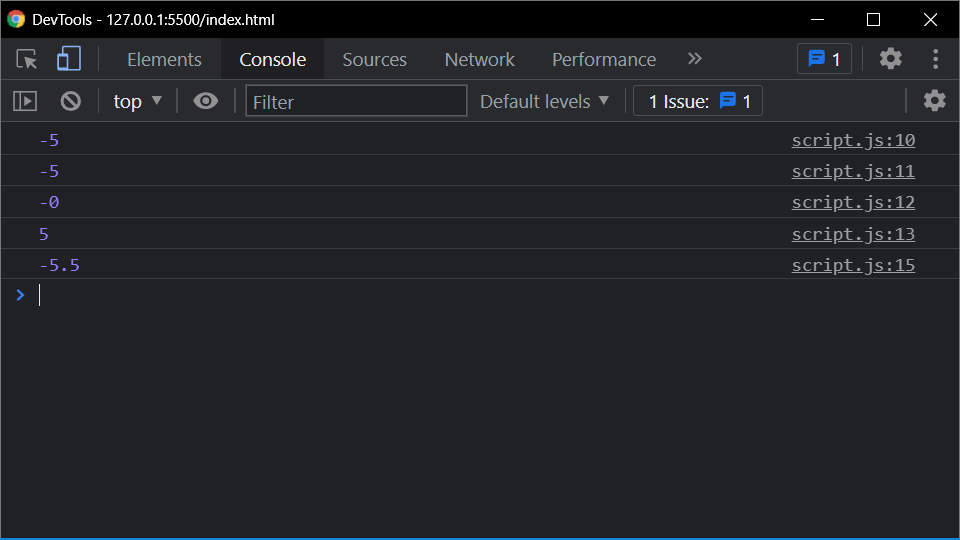 DevTools - 127.0.0.1:5500/index.html
Elements Console Sources Network Performance » 1
top ▼ Filter Default levels ▼ 1 Issue: 1
-5 script.js:10
-5 script.js:11
-0 script.js:12
5 script.js:13
-5.5 script.js:15